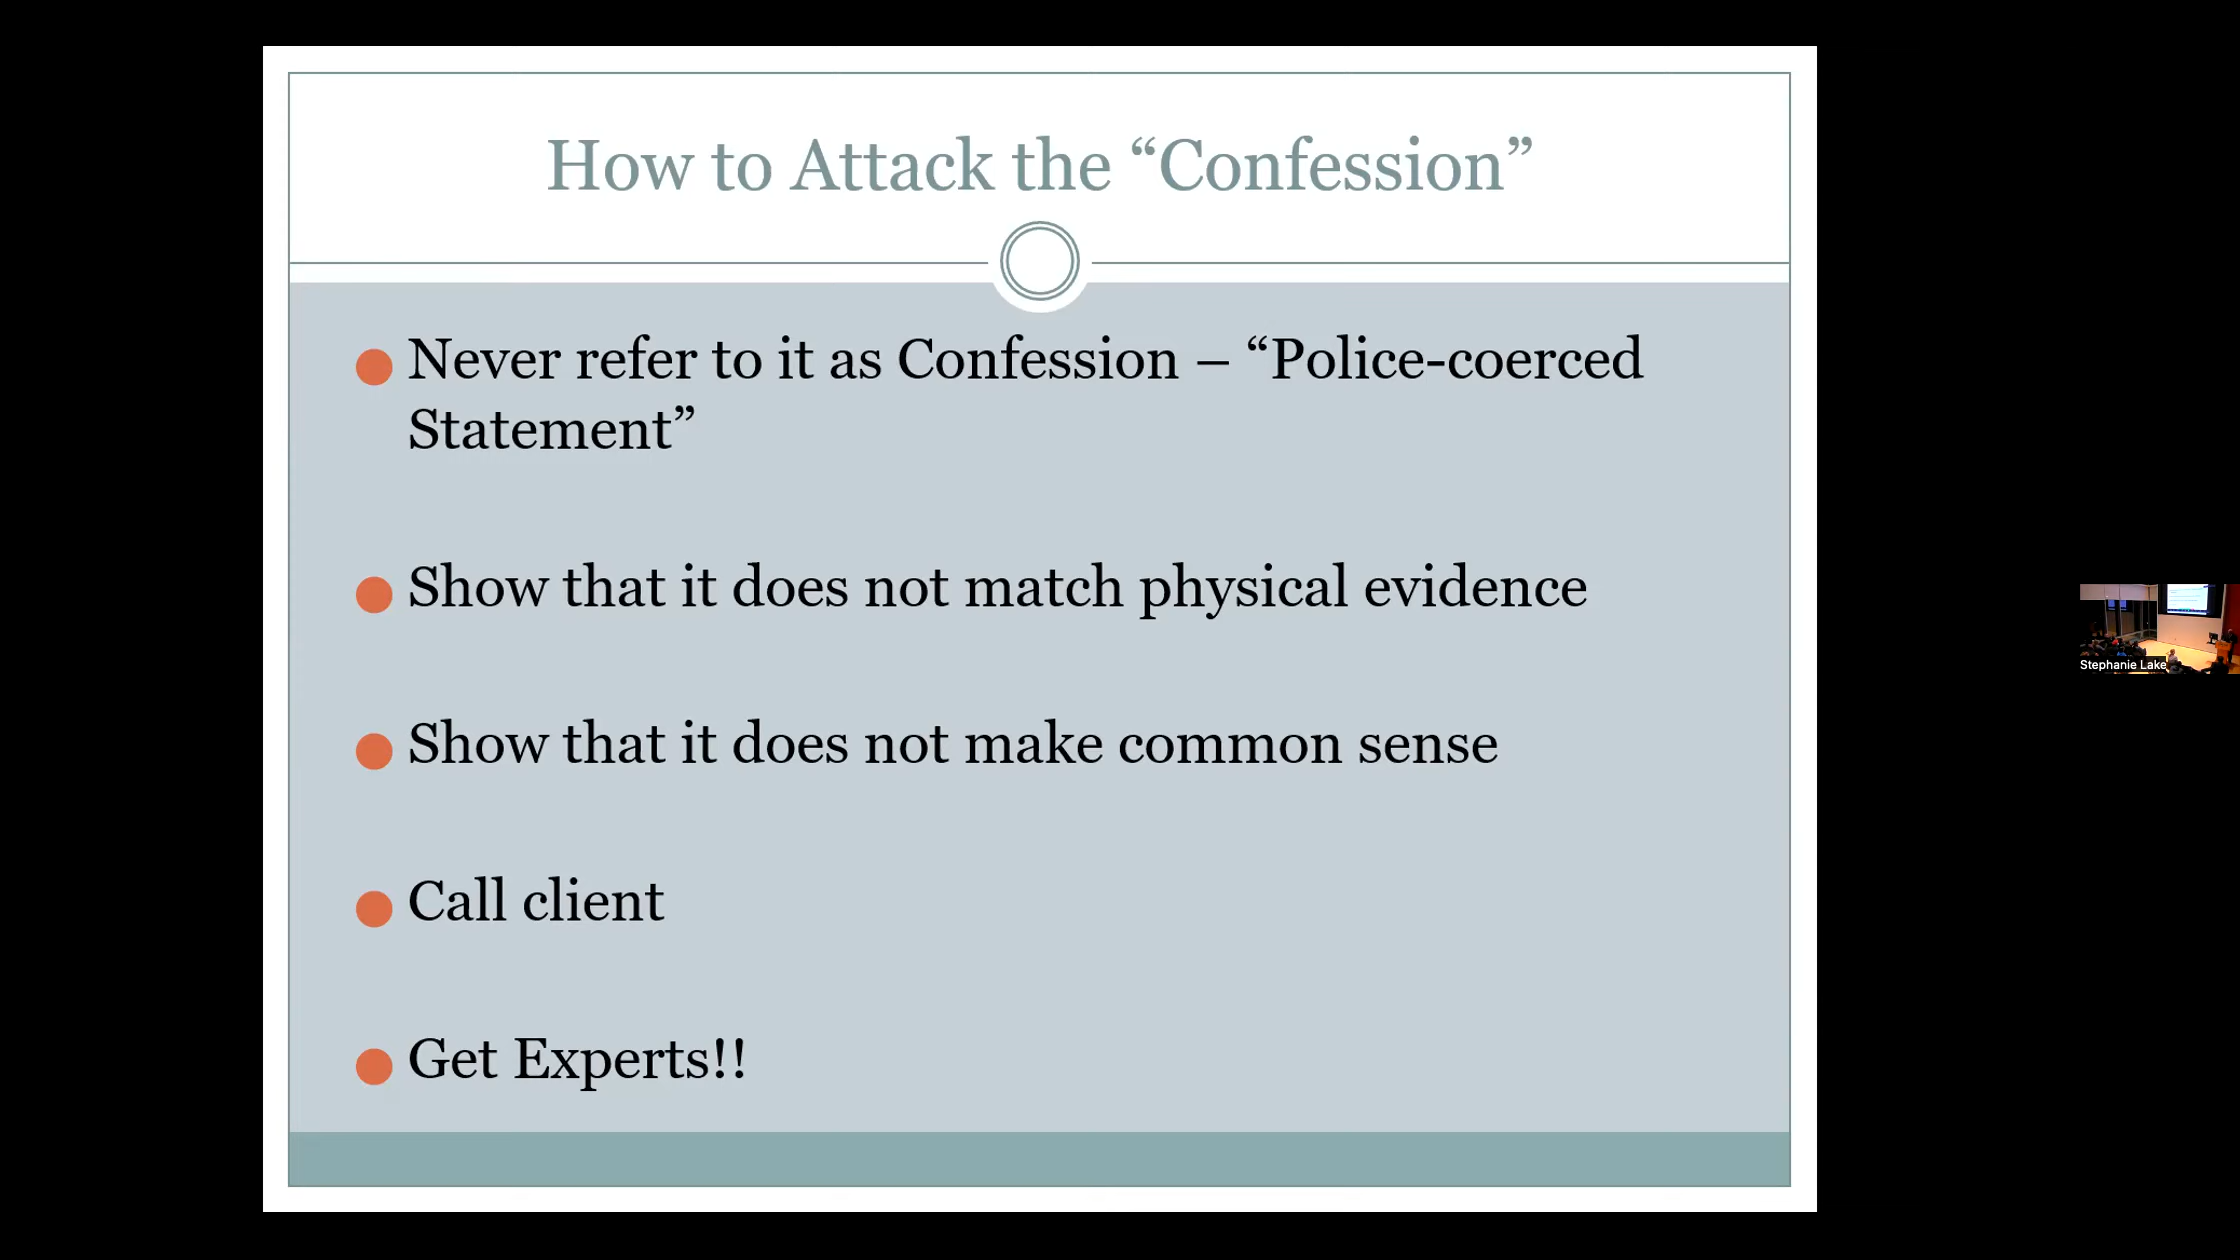 How to Attack the “Confession”
Never refer to it as Confession – “Police-coerced
Statement”
Show that it does not match physical evidence
Show that it does not make common sense
Call client
Get Experts!!
Stephanie Lake